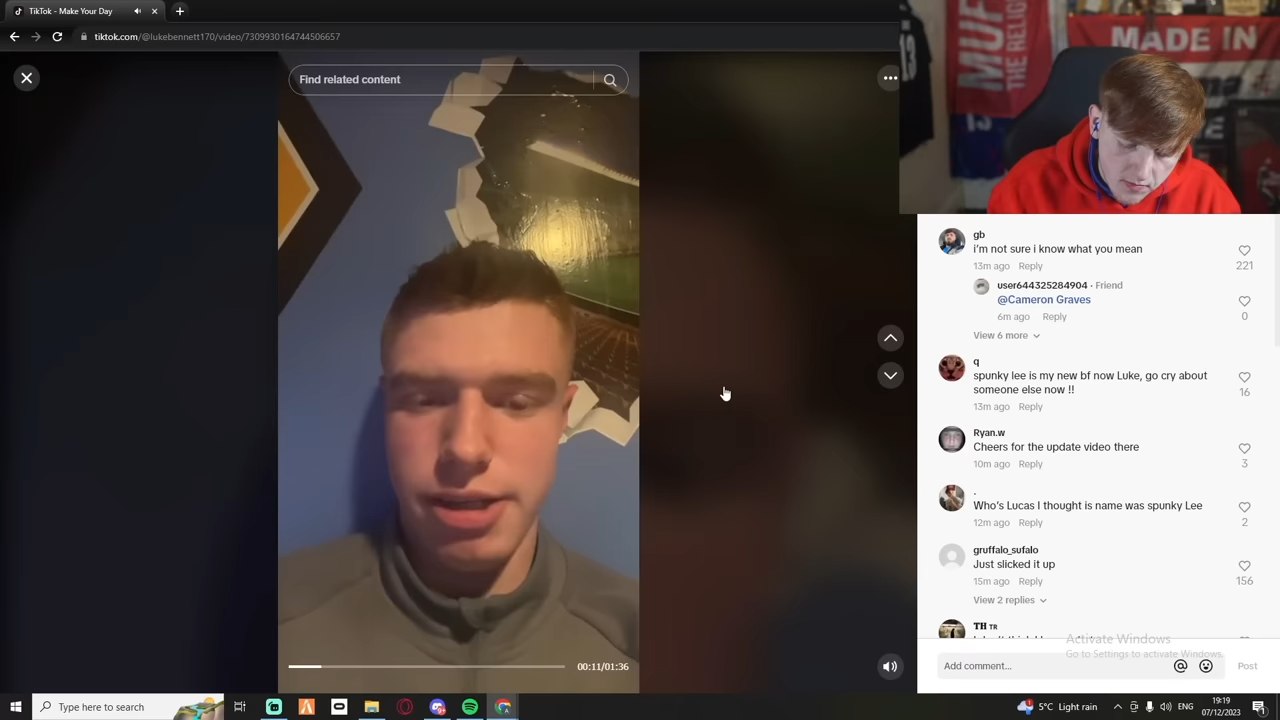 TikTok - Make Your Day
tiktok.com/@lukebennett170/video/7309930164744506657
Find related content
00:11/01:36
MUF
THE RELIG
MADE IN
gb
i'm not sure i know what you mean
13m ago Reply
221
user644325284904 · Friend
@Cameron Graves
6m ago Reply
0
View 6 more
q
spunky lee is my new bf now Luke, go cry about
someone else now !!
13m ago Reply
16
Ryan.w
Cheers for the update video there
10m ago Reply
3
.
Who's Lucas I thought is name was spunky Lee
12m ago Reply
2
gruffalo_sufalo
Just slicked it up
15m ago Reply
156
View 2 replies
TH TR
Activate Windows
Go to Settings to activate Windows.
Add comment...
Post
Type here to search
5°C Light rain
ENG
19:19
07/12/2023